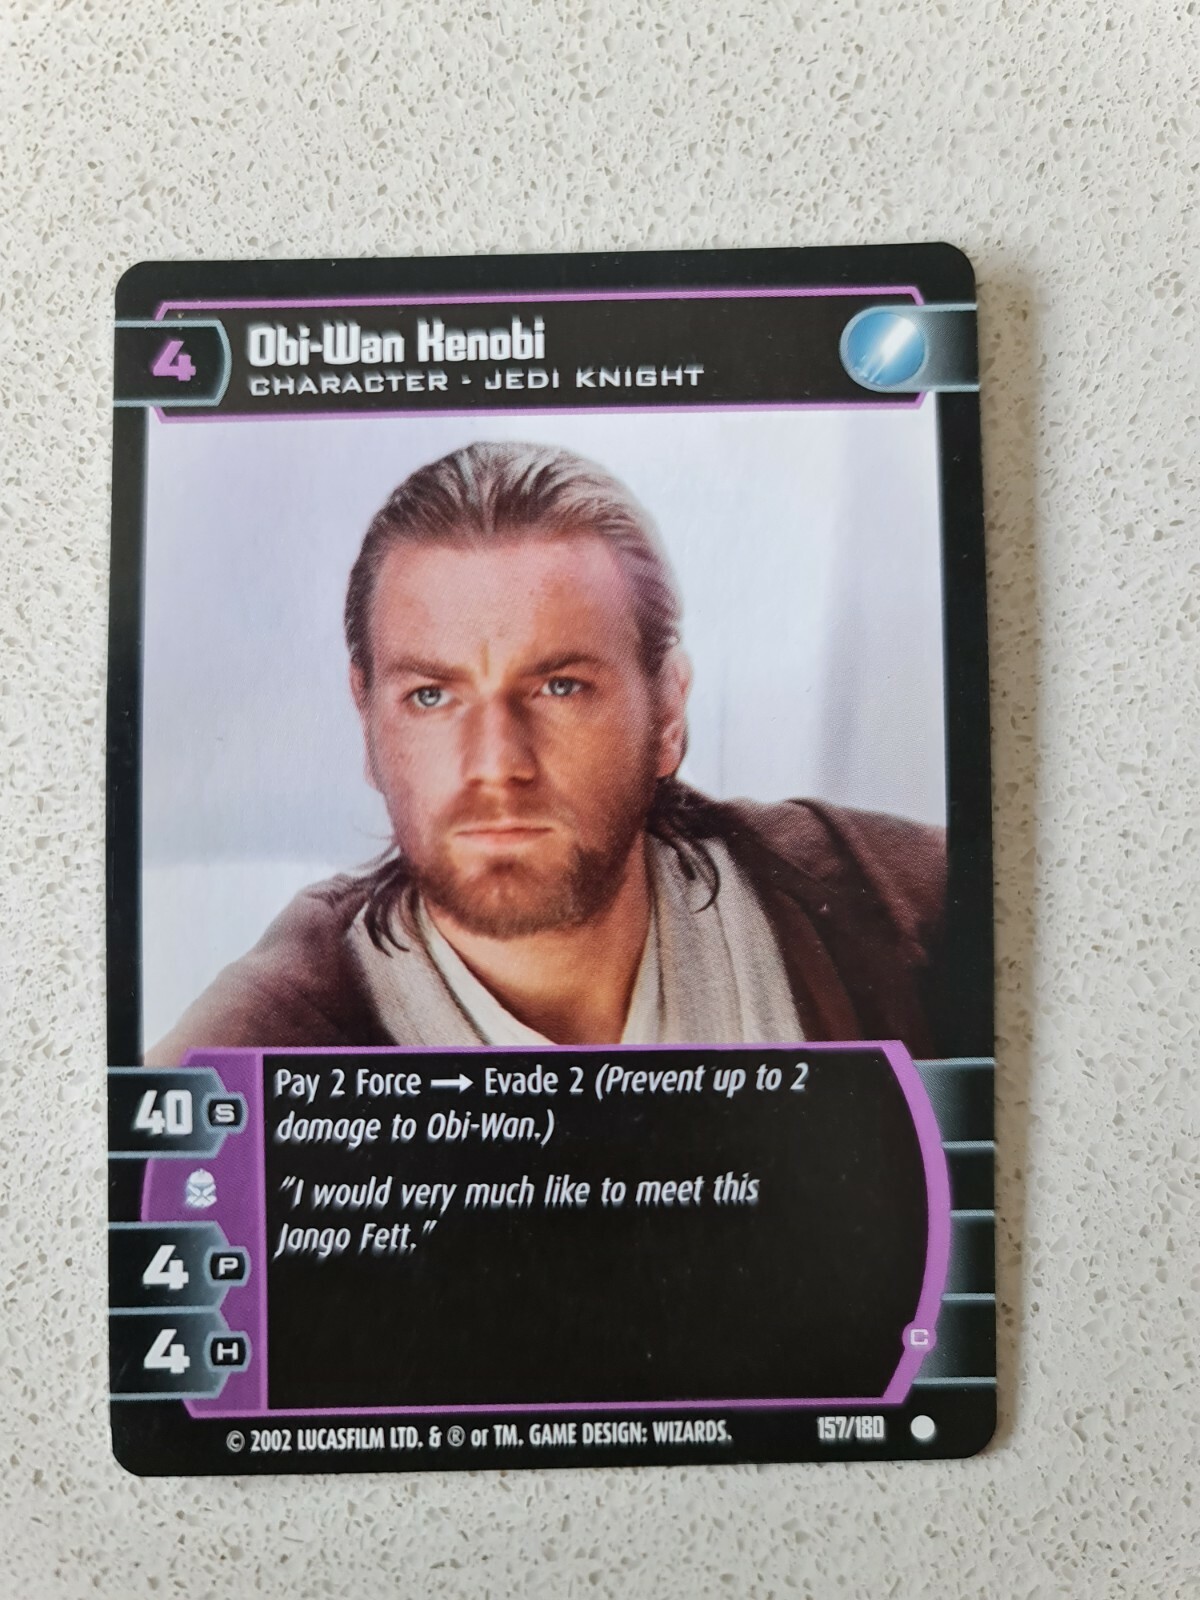 4
Obi-Wan Kenobi
CHARACTER - JEDI KNIGHT
Pay 2 Force → Evade 2 (Prevent up to 2
damage to Obi-Wan.)
"I would very much like to meet this
Jango Fett."
40 S
4 P
4 H
C
© 2002 LUCASFILM LTD. & ® or TM. GAME DESIGN: WIZARDS.
157/180